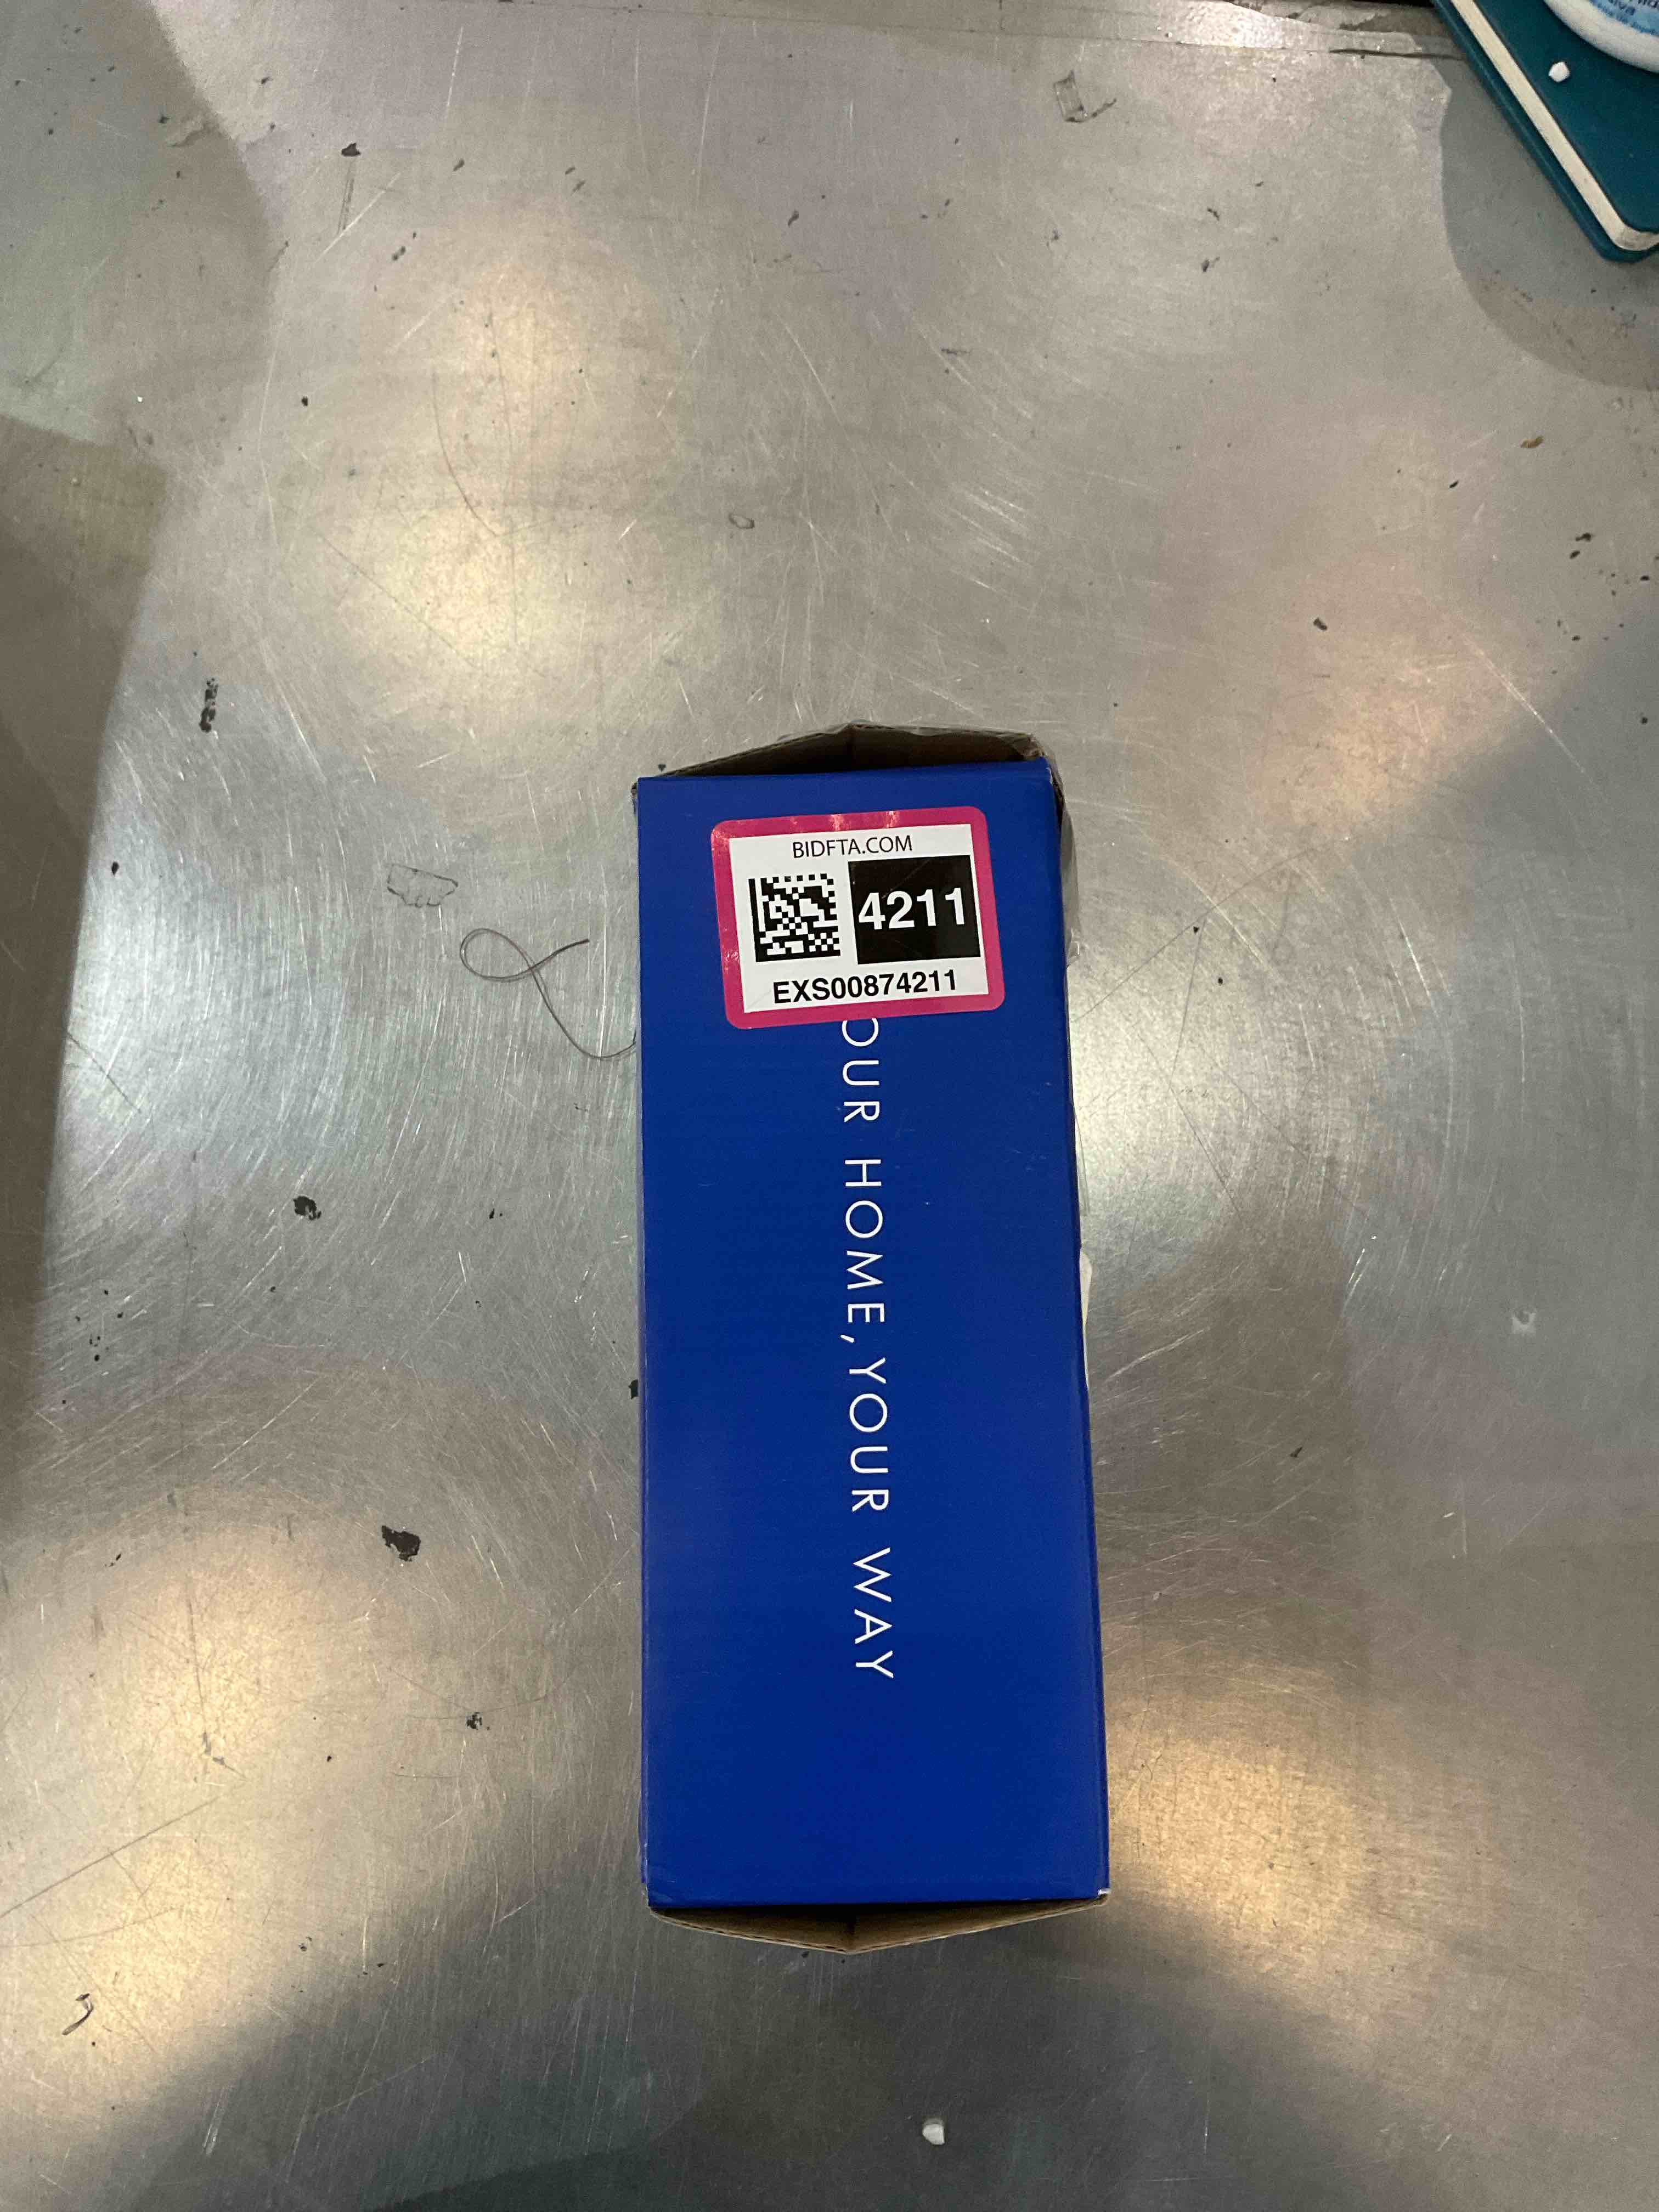 BIDFTA.COM
4211
EXS00874211
OUR HOME, YOUR WAY